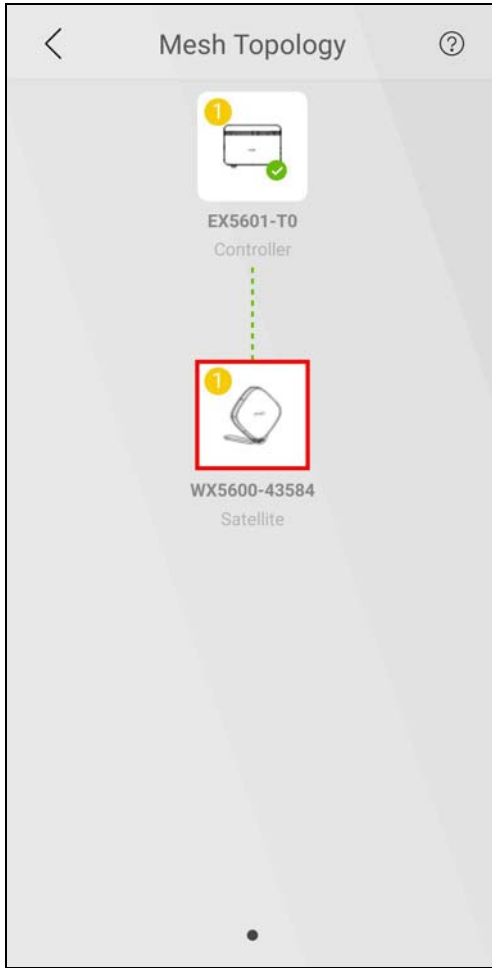 Mesh Topology ?
1
EX5601-T0
Controller
1
WX5600-43584
Satellite